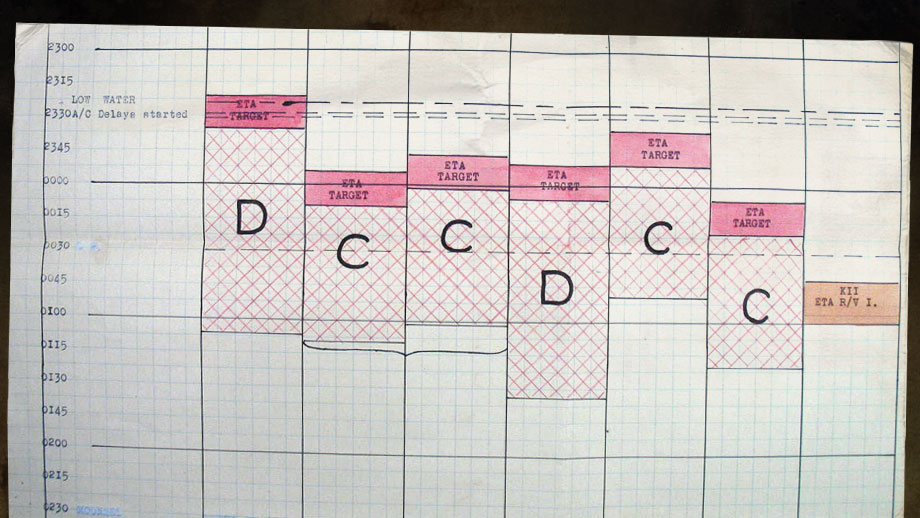 2300
2315
LOW WATER
2330A/C Delays started
2345
0000
0015
0030
0045
0100
0115
0130
0145
0200
0215
0230 MOONSET
ETA
TARGET
D
ETA
TARGET
C
ETA
TARGET
C
ETA
TARGET
D
ETA
TARGET
C
ETA
TARGET
C
KII
ETA R/V I.